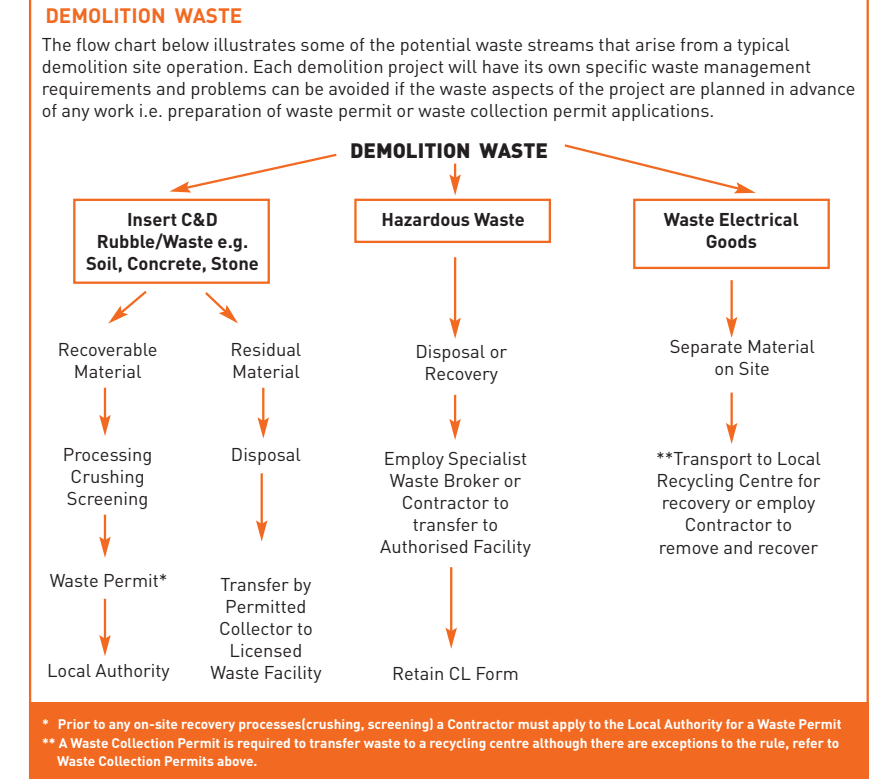 DEMOLITION WASTE
The flow chart below illustrates some of the potential waste streams that arise from a typical
demolition site operation. Each demolition project will have its own specific waste management
requirements and problems can be avoided if the waste aspects of the project are planned in advance
of any work i.e. preparation of waste permit or waste collection permit applications.
DEMOLITION WASTE
Insert C&D
Rubble/Waste e.g.
Soil, Concrete, Stone
Hazardous Waste
Waste Electrical
Goods
Recoverable
Material
Residual
Material
Disposal or
Recovery
Separate Material
on Site
Processing
Crushing
Screening
Disposal
Employ Specialist
Waste Broker or
Contractor to
transfer to
Authorised Facility
**Transport to Local
Recycling Centre for
recovery or employ
Contractor to
remove and recover
Waste Permit*
Transfer by
Permitted
Collector to
Licensed
Waste Facility
Local Authority
Retain CL Form
* Prior to any on-site recovery processes(crushing, screening) a Contractor must apply to the Local Authority for a Waste Permit
** A Waste Collection Permit is required to transfer waste to a recycling centre although there are exceptions to the rule, refer to
Waste Collection Permits above.